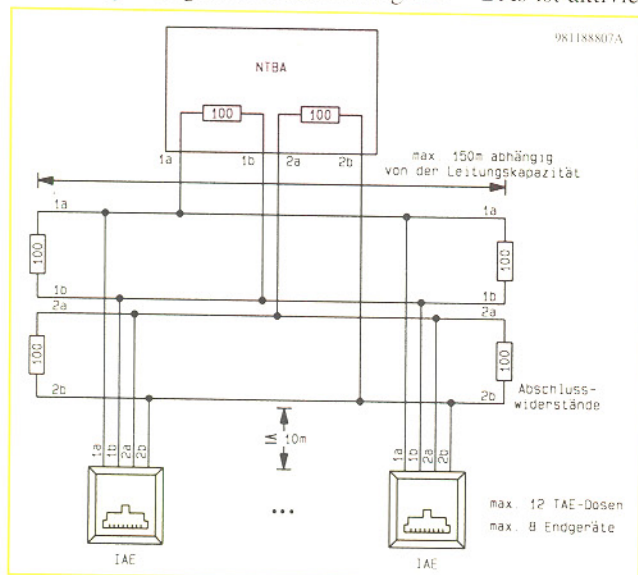 981188807A
NTBA
100
100
1a
1b
2a
2b
max. 150m abhängig
von der Leitungskapazität
1a
1a
100
100
1b
1b
2a
2a
100
100
2b
2b
Abschluss-
widerstände
1a
1b
2a
2b
10m
1a
1b
2a
2b
...
max. 12 TAE-Dosen
max. 8 Endgeräte
IAE
IAE